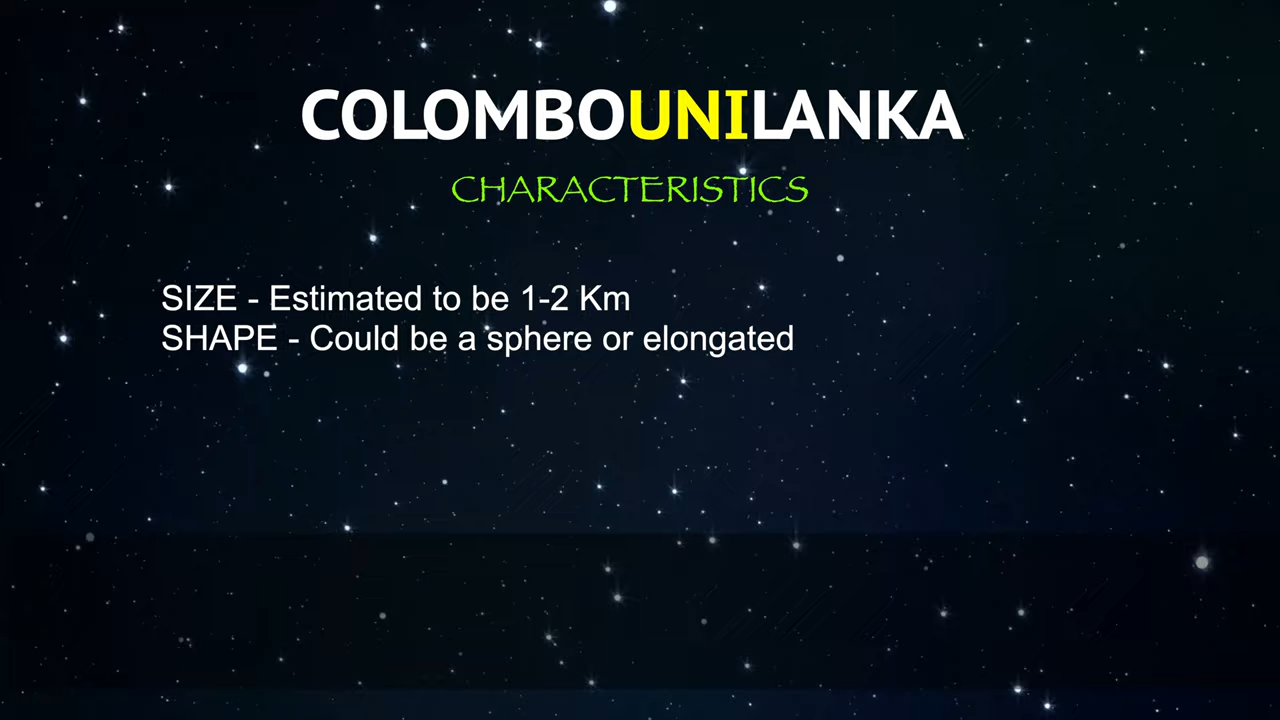 COLOMBOUNILANKA
CHARACTERISTICS
SIZE - Estimated to be 1-2 Km
SHAPE - Could be a sphere or elongated